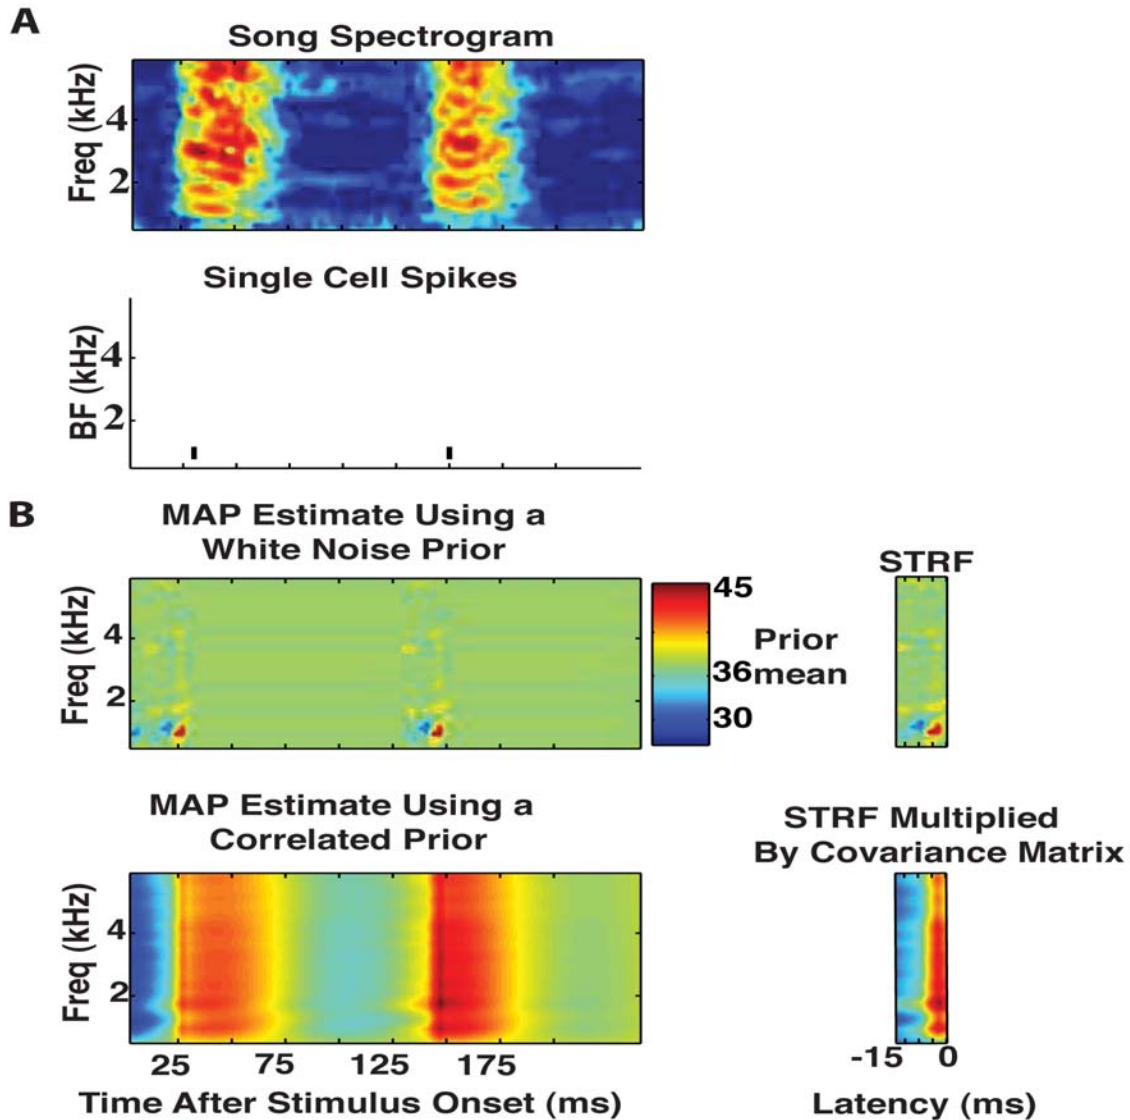 A
Song Spectrogram
Freq (kHz)
4
2
Single Cell Spikes
BF (kHz)
4
2
B
MAP Estimate Using a
White Noise Prior
Freq (kHz)
4
2
45
Prior
36 mean
30
STRF
MAP Estimate Using a
Correlated Prior
Freq (kHz)
4
2
25 75 125 175
Time After Stimulus Onset (ms)
STRF Multiplied
By Covariance Matrix
-15 0
Latency (ms)